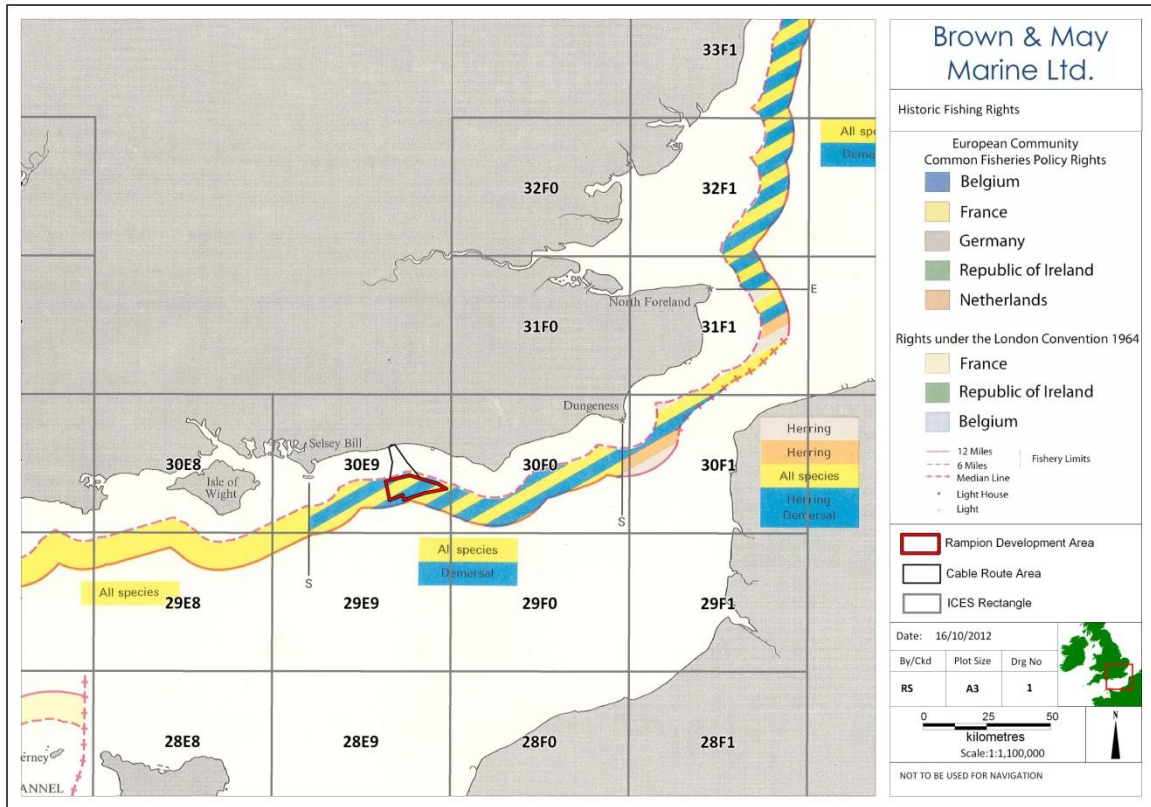 33F1
All spe
Deme
32F0
32F1
North Foreland
E
31F0
31F1
Dungeness
Selsey Bill
Isle of
Wight
30E8
30E9
30F0
30F1
Herring
Herring
All species
Herring
Demersal
S
S
All species
Demersal
All species
29E8
29E9
29F0
29F1
28E8
28E9
28F0
28F1
erney
ANNEL
Brown & May
Marine Ltd.
Historic Fishing Rights
European Community
Common Fisheries Policy Rights
Belgium
France
Germany
Republic of Ireland
Netherlands
Rights under the London Convention 1964
France
Republic of Ireland
Belgium
12 Miles
6 Miles
Fishery Limits
Median Line
Light House
Light
Rampion Development Area
Cable Route Area
ICES Rectangle
Date: 16/10/2012
By/Ckd Plot Size Drg No
RS A3 1
0 25 50
kilometres
Scale:1:1,100,000
N
NOT TO BE USED FOR NAVIGATION